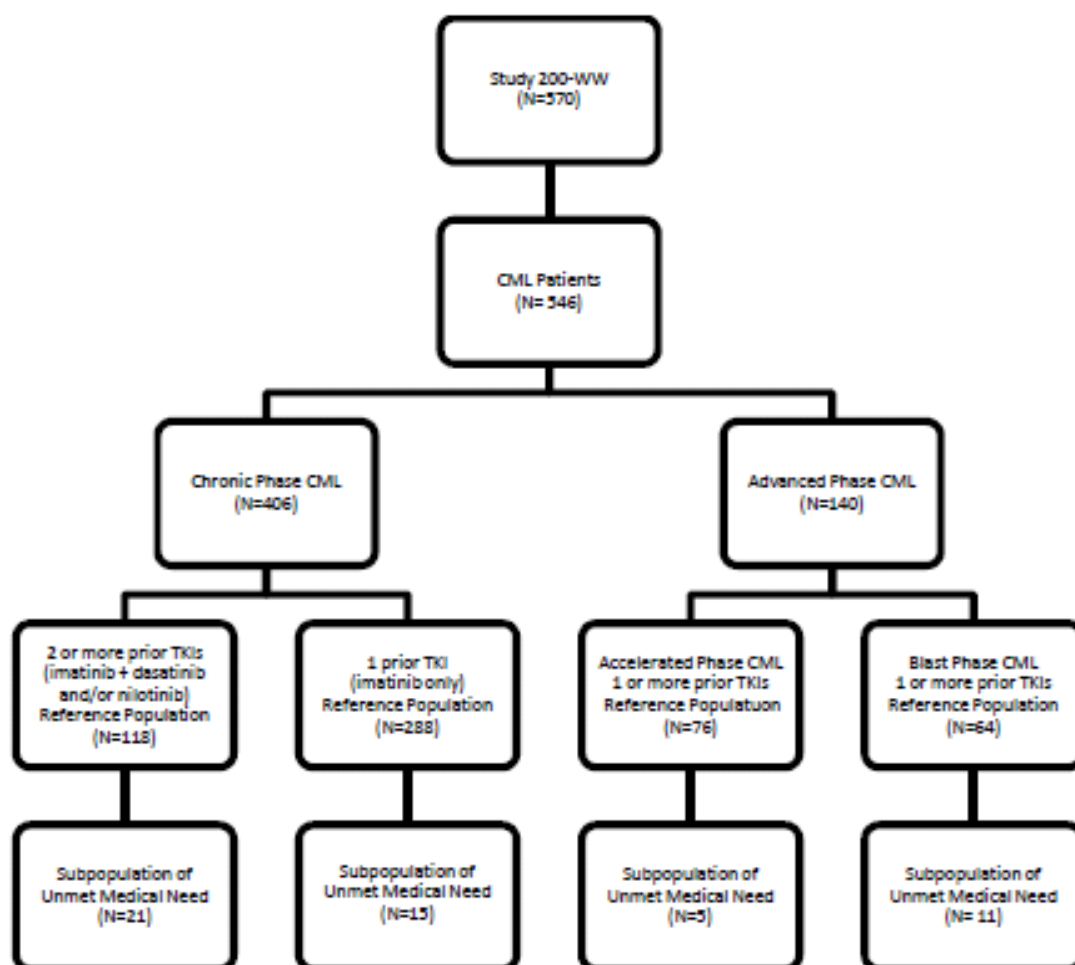 Study 200-WW
(N=570)
CML Patients
(N= 546)
Chronic Phase CML
(N=406)
Advanced Phase CML
(N=140)
2 or more prior TKIs
(imatinib + dasatinib
and/or nilotinib)
Reference Population
(N=118)
1 prior TKI
(imatinib only)
Reference Population
(N=288)
Accelerated Phase CML
1 or more prior TKIs
Reference Populatuon
(N=76)
Blast Phase CML
1 or more prior TKIs
Reference Population
(N=64)
Subpopulation of
Unmet Medical Need
(N=21)
Subpopulation of
Unmet Medical Need
(N=15)
Subpopulation of
Unmet Medical Need
(N=5)
Subpopulation of
Unmet Medical Need
(N= 11)